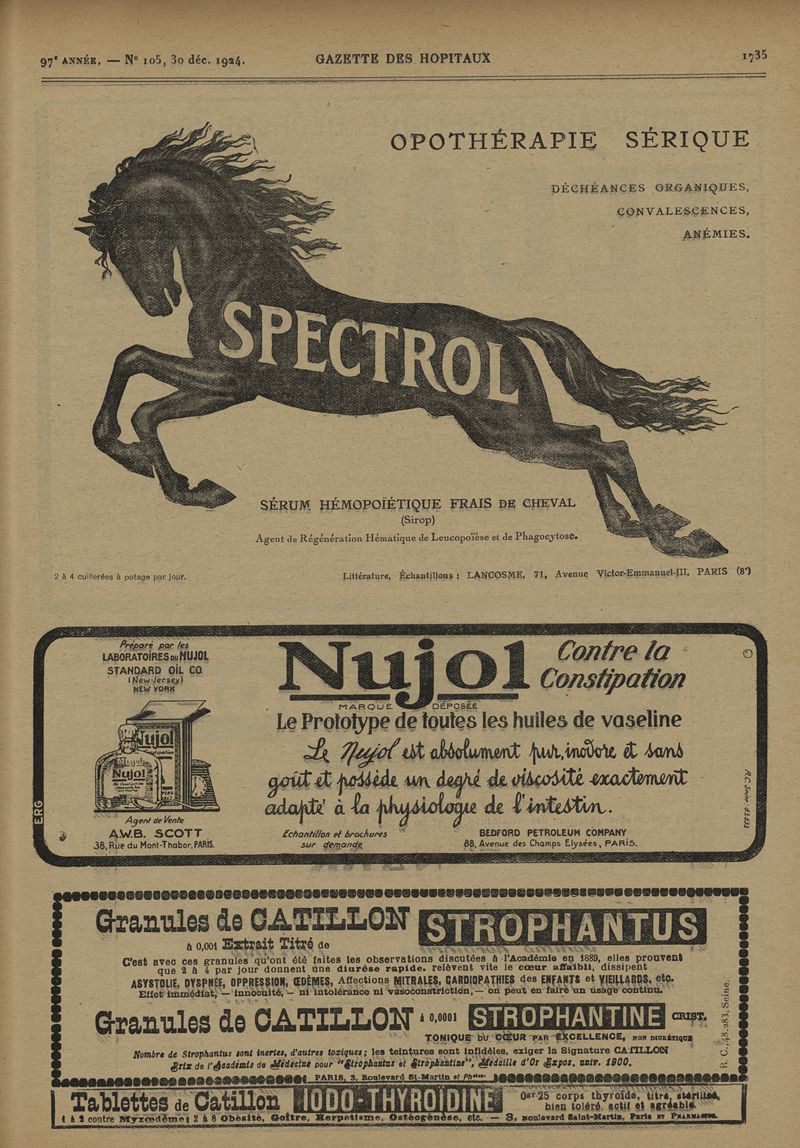 97e ANNÉE. — No 105, 30 déc. 1924.
GAZETTE DES HOPITAUX
1735
OPOTHÉRAPIE SÉRIQUE
DÉCHÉANCES ORGANIQUES,
CONVALESCENCES,
ANÉMIES.
SPECTROL
SÉRUM HÉMOPOÏÉTIQUE FRAIS DE CHEVAL
(Sirop)
Agent de Régénération Hématique de Leucopoïèse et de Phagocytose.
2 à 4 cuillerées à potage par jour.
Littérature, Échantillons : LANCOSME, 71, Avenue Victor-Emmanuel-III, PARIS (8e)
Préparé par les
LABORATOIRES DU NUJOL
STANDARD OIL CO
(New-Jersey)
NEW YORK
Nujol
Nujol
Agent de Vente
A.W.B. SCOTT
38, Rue du Mont-Thabor, PARIS.
ERG
Nujol
MARQUE DÉPOSÉE
Contre la
Constipation
Le Prototype de toutes les huiles de vaseline
Le Nujol est absolument pur, inodore et sans
goût et possède un degré de viscosité exactement
adapté à la physiologie de l'intestin.
Echantillon et brochures
sur demande
BEDFORD PETROLEUM COMPANY
88, Avenue des Champs Elysées, PARIS.
Granules de CATILLON STROPHANTUS
à 0,001 Extrait Titré de
C'est avec ces granules qu'ont été faites les observations discutées à l'Académie en 1889, elles prouvent
que 2 à 4 par jour donnent une diurèse rapide, relèvent vite le cœur affaibli, dissipent
ASYSTOLIE, DYSPNÉE, OPPRESSION, ŒDÈMES, Affections MITRALES, CARDIOPATHIES des ENFANTS et VIEILLARDS, etc.
Effet immédiat, — innocuité, — ni intolérance ni vasoconstriction, — on peut en faire un usage continu.
Granules de CATILLON à 0,0001 STROPHANTINE CRIST.
TONIQUE DU CŒUR PAR EXCELLENCE, NON DIURÉTIQUE
Nombre de Strophantus sont inertes, d'autres toxiques ; les teintures sont infidèles, exiger la Signature CATILLON
Prix de l'Académie de Médecine pour "Strophantus et Strophantine", Médaille d'Or Expos. univ. 1900.
PARIS, 3, Boulevard St-Martin et Phies.
R. C., 48.283, Seine.
Tablettes de Catillon IODO-THYROÏDINE
0gr25 corps thyroïde, titré, stérilisé,
bien toléré, actif et agréable.
1 à 2 contre Myxœdème ; 2 à 8 Obésité, Goître, Herpétisme, Ostéogénèse, etc. — 3, Boulevard Saint-Martin, PARIS ET PHARMACIES.